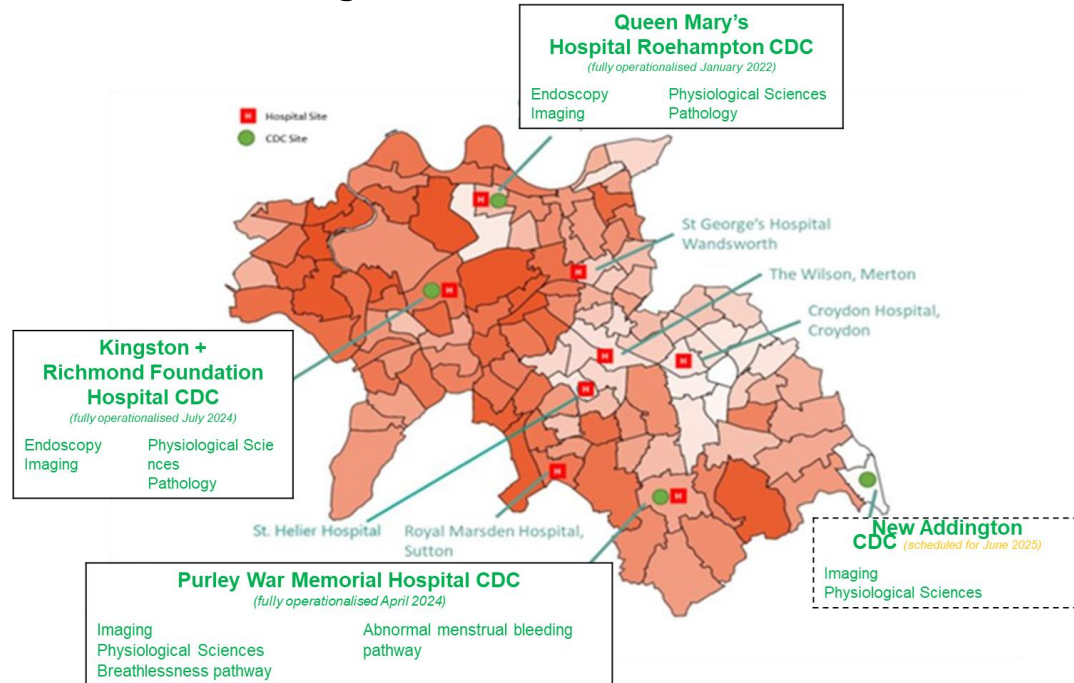 Queen Mary's
Hospital Roehampton CDC
(fully operationalised January 2022)
Endoscopy
Imaging
Physiological Sciences
Pathology
H Hospital Site
CDC Site
H
H
H
H
H
H
H
H
St George's Hospital
Wandsworth
The Wilson, Merton
Croydon Hospital,
Croydon
Kingston +
Richmond Foundation
Hospital CDC
(fully operationalised July 2024)
Endoscopy
Imaging
Physiological Scie
nces
Pathology
St. Helier Hospital
Royal Marsden Hospital,
Sutton
New Addington
CDC (scheduled for June 2025)
Imaging
Physiological Sciences
Purley War Memorial Hospital CDC
(fully operationalised April 2024)
Imaging
Physiological Sciences
Breathlessness pathway
Abnormal menstrual bleeding
pathway